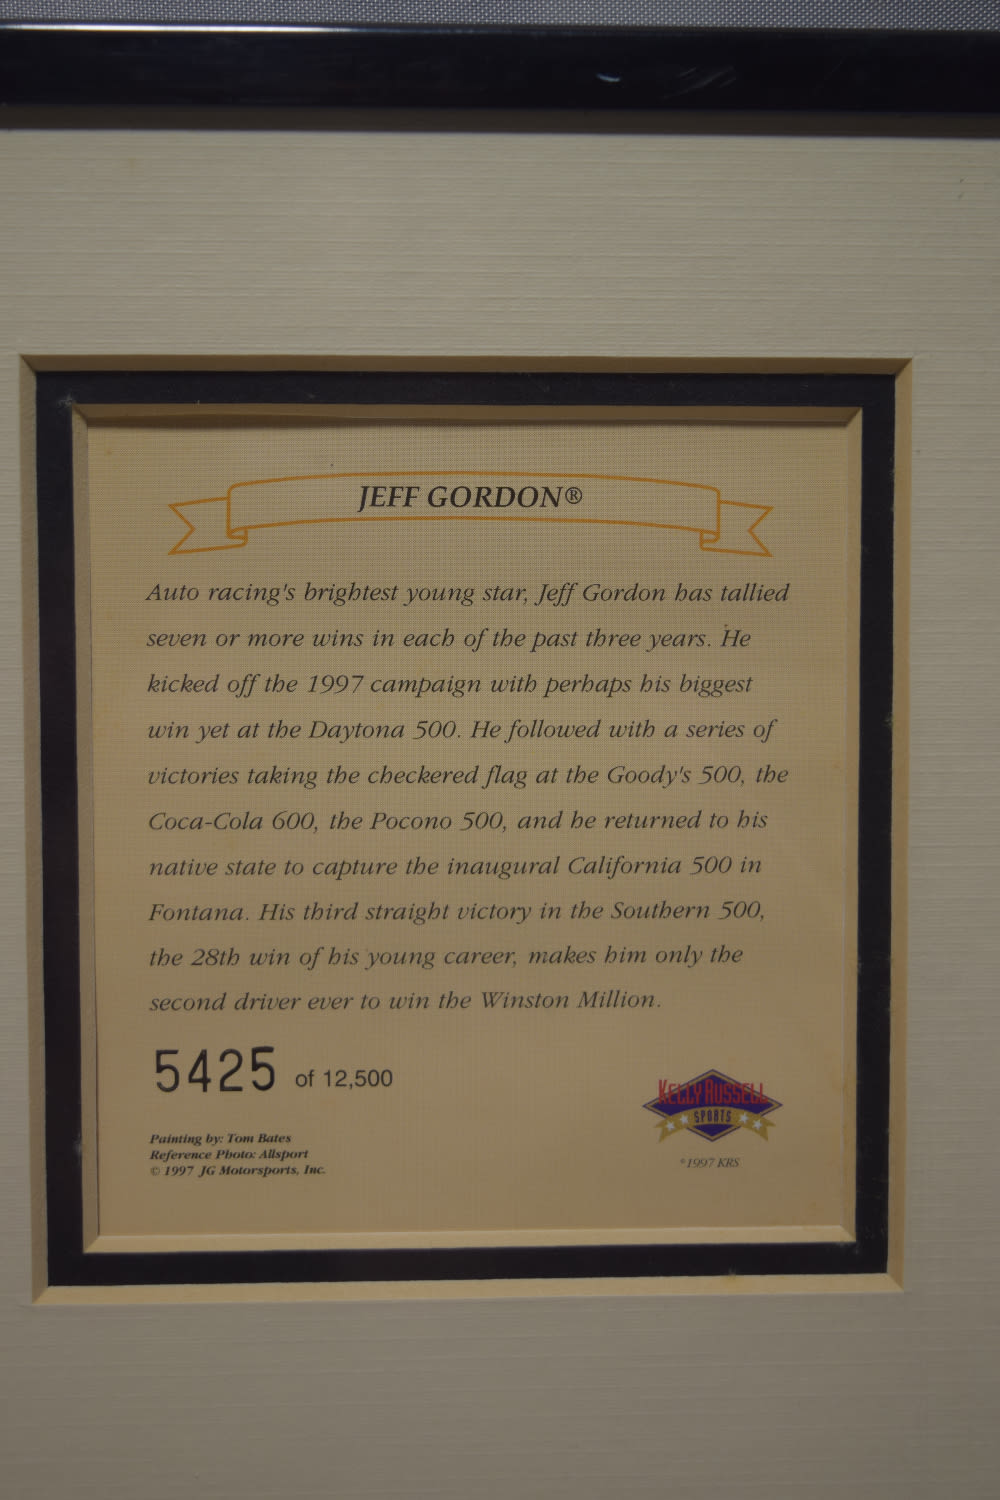 JEFF GORDON®
Auto racing's brightest young star, Jeff Gordon has tallied
seven or more wins in each of the past three years. He
kicked off the 1997 campaign with perhaps his biggest
win yet at the Daytona 500. He followed with a series of
victories taking the checkered flag at the Goody's 500, the
Coca-Cola 600, the Pocono 500, and he returned to his
native state to capture the inaugural California 500 in
Fontana. His third straight victory in the Southern 500,
the 28th win of his young career, makes him only the
second driver ever to win the Winston Million.
5425 of 12,500
Painting by: Tom Bates
Reference Photo: Allsport
© 1997 JG Motorsports, Inc.
KELLY RUSSELL
SPORTS
©1997 KRS